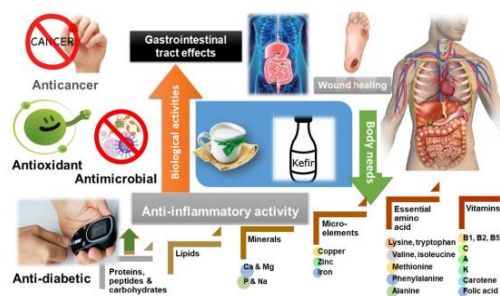 CANCER
Anticancer
Gastrointestinal
tract effects
Wound healing
Antioxidant
Antimicrobial
Biological activities
Kefir
Body needs
Anti-inflammatory activity
Anti-diabetic
Proteins,
peptides &
carbohydrates
Lipids
Minerals
Ca & Mg
P & Na
Micro-
elements
Copper
Zinc
Iron
Essential
amino
acid
Lysine, tryptophan
Valine, isoleucine
Methionine
Phenylalanine
Alanine
Vitamins
B1, B2, B5
C
A
K
Carotene
Folic acid